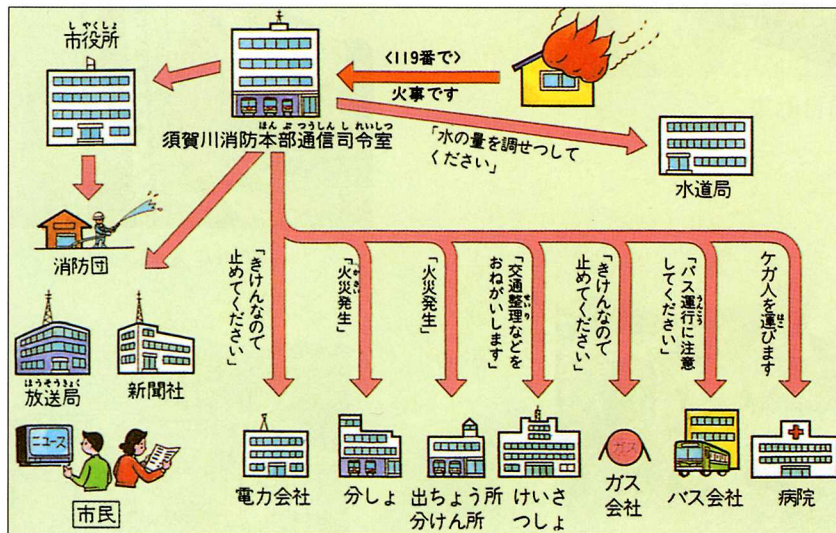 市役所
しやくしょ
〈119番で〉
火事です
須賀川消防本部通信司令室
ほんぶつうしんしれいしつ
「水の量を調せつして
ください」
水道局
消防団
「きけんなので
止めてください」
「火災発生」
かさい
「火災発生」
「交通整理などを
せいり
おねがいします」
「きけんなので
止めてください」
「バス運行に注意
うんこう
してください」
ケガ人を運びます
はこ
放送局
ほうそうきょく
新聞社
ニュース
市民
電力会社
分しょ
出ちょう所
分けん所
けいさ
つしょ
ガス
ガス
会社
バス会社
病院